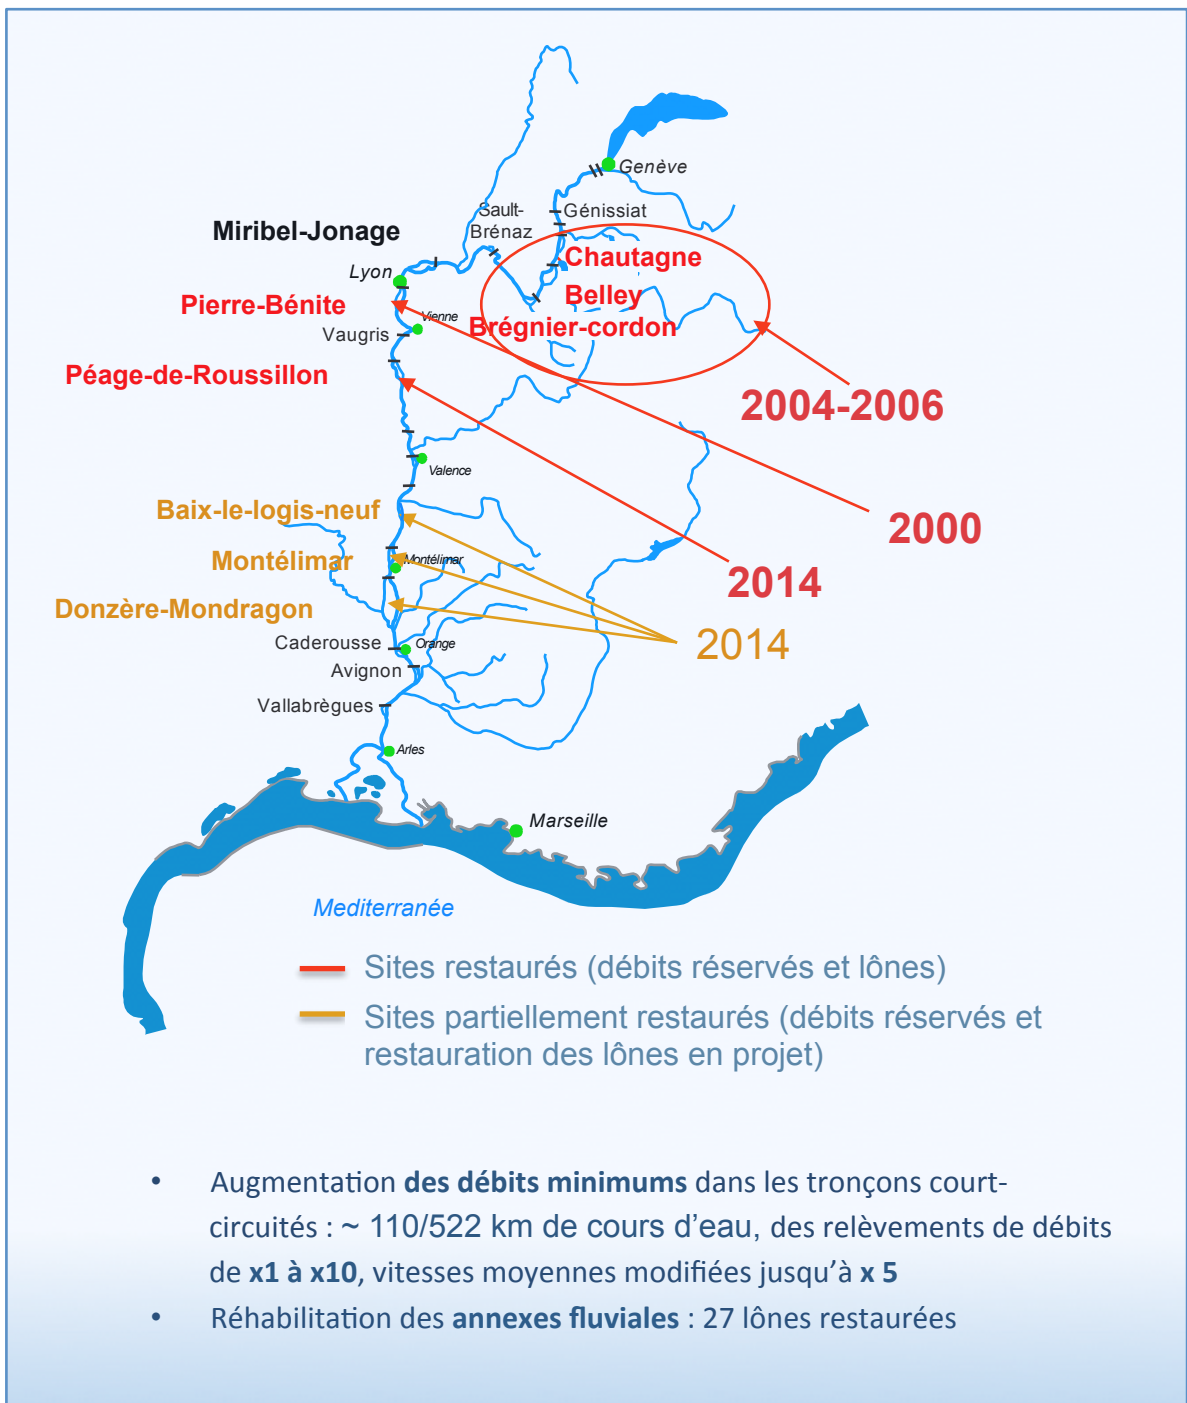 Genève
Sault-
Brénaz
Génissiat
Miribel-Jonage
Chautagne
Lyon
Belley
Pierre-Bénite
Vienne
Brégnier-cordon
Vaugris
Péage-de-Roussillon
2004-2006
Valence
Baix-le-logis-neuf
2000
Montélimar
Montélimar
2014
Donzère-Mondragon
Caderousse
Orange
2014
Avignon
Vallabrègues
Arles
Marseille
Mediterranée
Sites restaurés (débits réservés et lônes)
Sites partiellement restaurés (débits réservés et
restauration des lônes en projet)
• Augmentation des débits minimums dans les tronçons court-
circuités : ~ 110/522 km de cours d'eau, des relèvements de débits
de x1 à x10, vitesses moyennes modifiées jusqu'à x 5
• Réhabilitation des annexes fluviales : 27 lônes restaurées